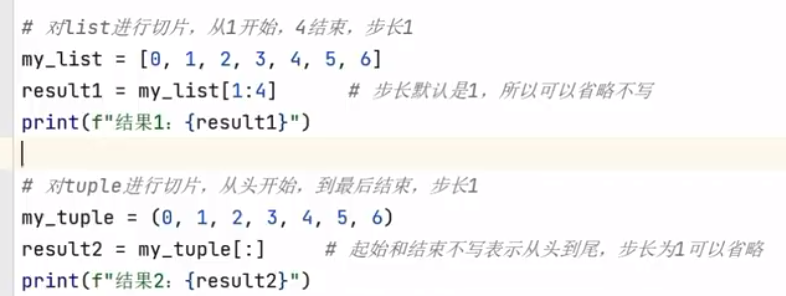 # 对list进行切片，从1开始，4结束，步长1
my_list = [0, 1, 2, 3, 4, 5, 6]
result1 = my_list[1:4]      # 步长默认是1，所以可以省略不写
print(f"结果1：{result1}")
# 对tuple进行切片，从头开始，到最后结束，步长1
my_tuple = (0, 1, 2, 3, 4, 5, 6)
result2 = my_tuple[:]     # 起始和结束不写表示从头到尾，步长为1可以省略
print(f"结果2：{result2}")